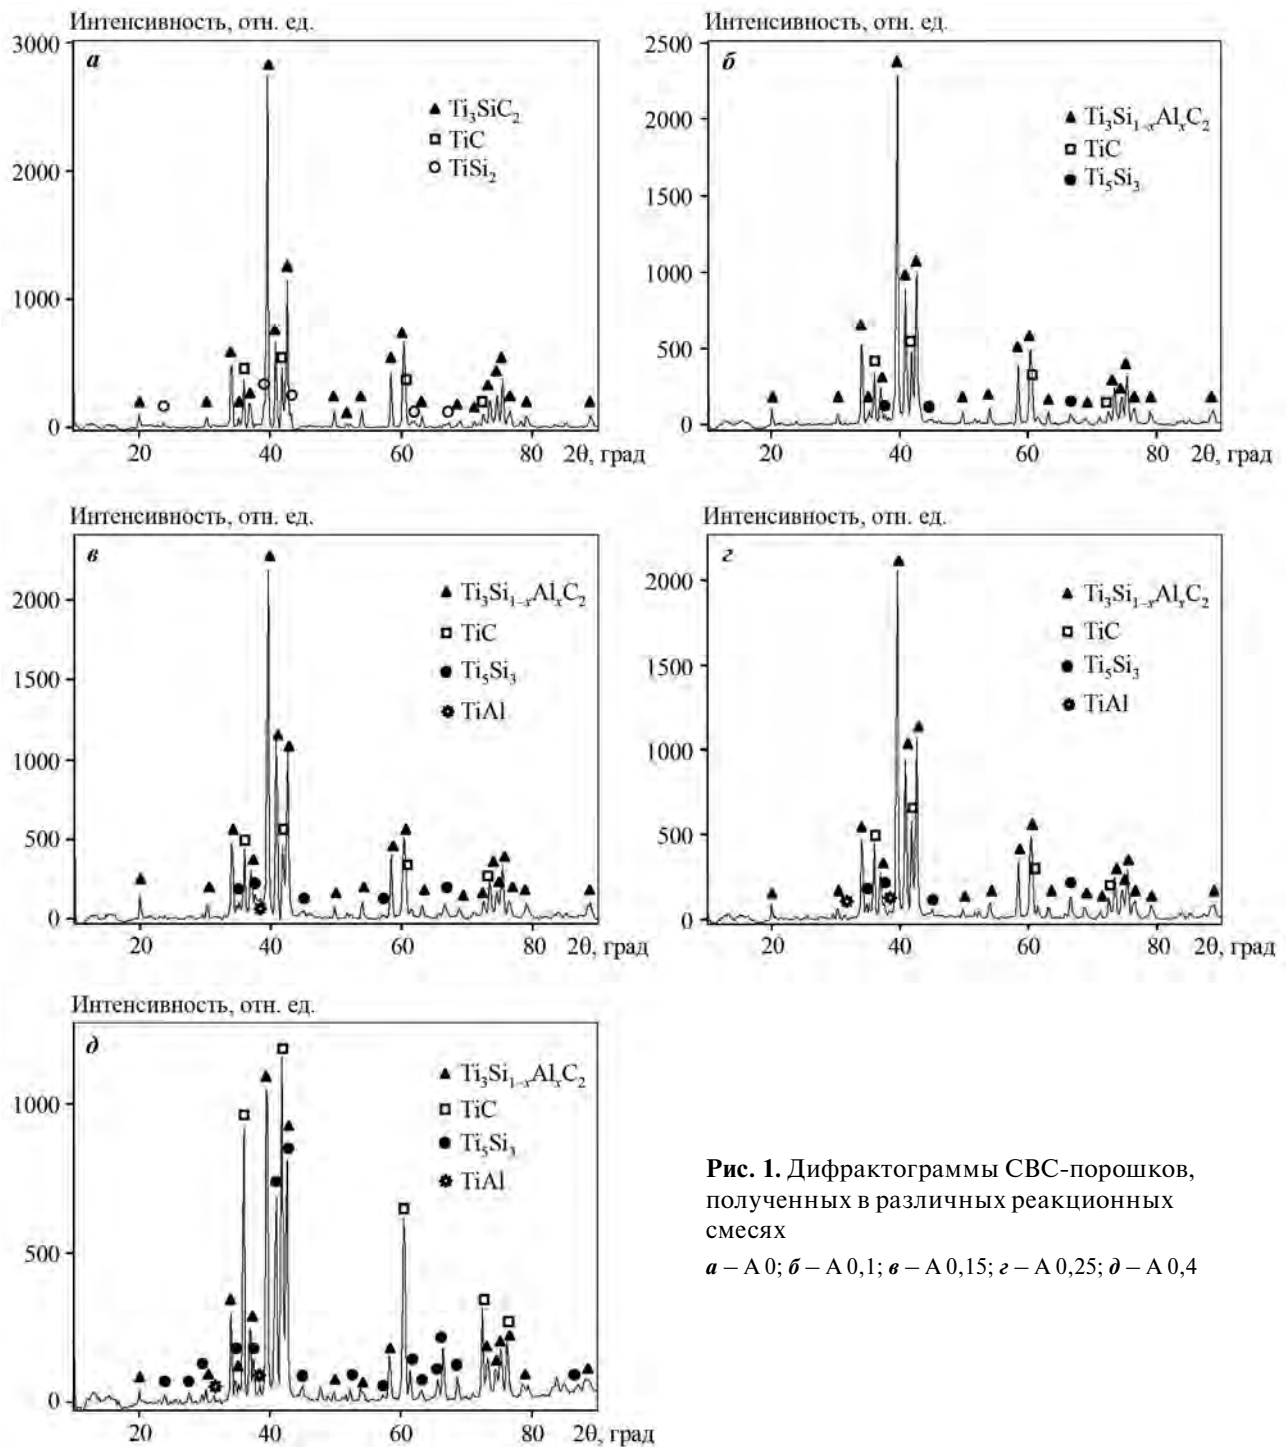 Интенсивность, отн. ед.
а
3000
2000
1000
0
▲ Ti₃SiC₂
□ TiC
○ TiSi₂
20 40 60 80 2θ, град
Интенсивность, отн. ед.
б
2500
2000
1500
1000
500
0
▲ Ti₃Si₁₋ₓAlₓC₂
□ TiC
● Ti₅Si₃
20 40 60 80 2θ, град
Интенсивность, отн. ед.
в
2000
1500
1000
500
0
▲ Ti₃Si₁₋ₓAlₓC₂
□ TiC
● Ti₅Si₃
✸ TiAl
20 40 60 80 2θ, град
Интенсивность, отн. ед.
г
2000
1500
1000
500
0
▲ Ti₃Si₁₋ₓAlₓC₂
□ TiC
● Ti₅Si₃
✸ TiAl
20 40 60 80 2θ, град
Интенсивность, отн. ед.
д
1000
500
0
▲ Ti₃Si₁₋ₓAlₓC₂
□ TiC
● Ti₅Si₃
✸ TiAl
20 40 60 80 2θ, град
Рис. 1. Дифрактограммы СВС-порошков,
полученных в различных реакционных
смесях
а – А 0; б – А 0,1; в – А 0,15; г – А 0,25; д – А 0,4